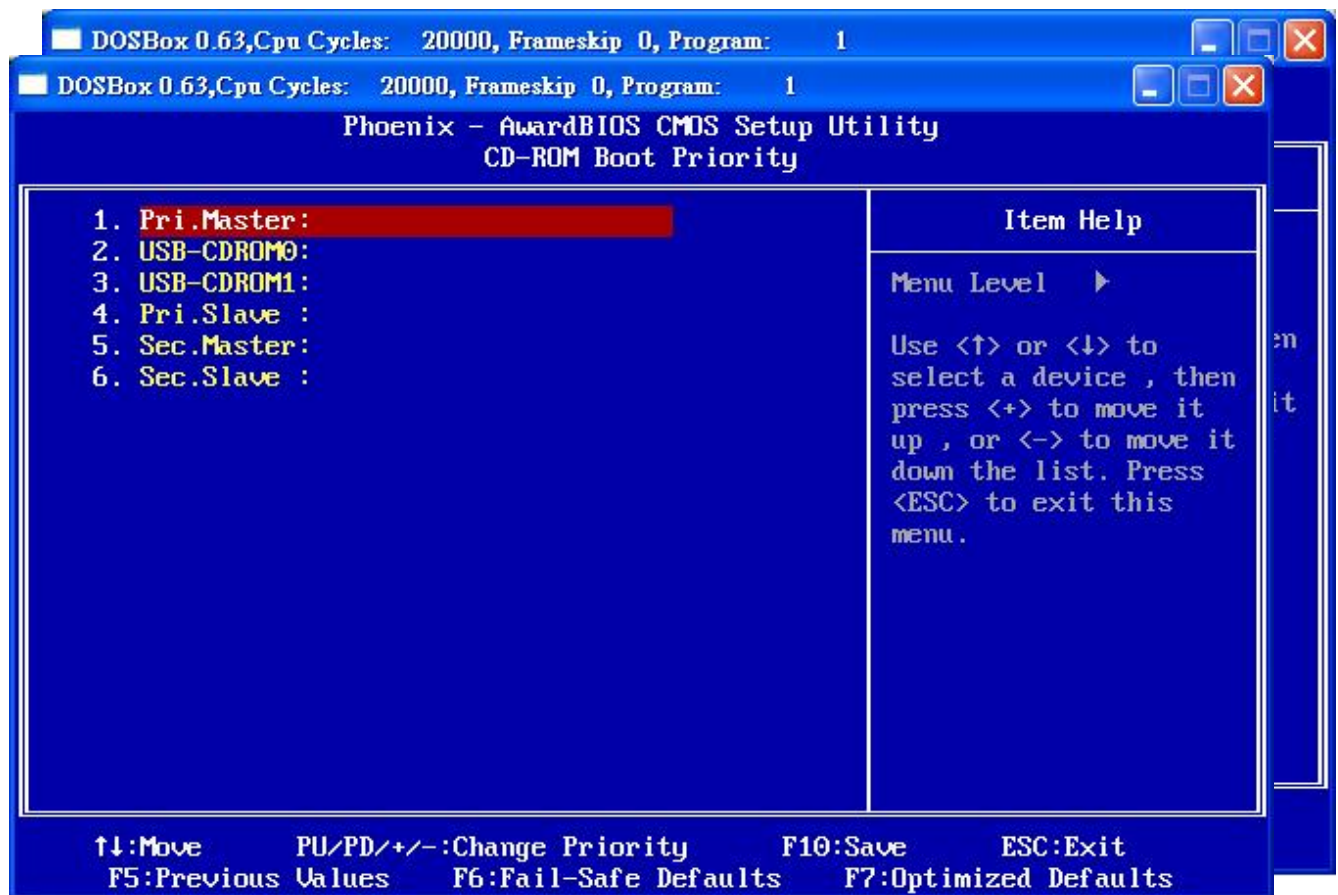 DOSBox 0.63,Cpu Cycles: 20000, Frameskip 0, Program: 1
DOSBox 0.63,Cpu Cycles: 20000, Frameskip 0, Program: 1
Phoenix - AwardBIOS CMOS Setup Utility
CD-ROM Boot Priority
1. Pri.Master:
2. USB-CDROM0:
3. USB-CDROM1:
4. Pri.Slave :
5. Sec.Master:
6. Sec.Slave :
Item Help
Menu Level ▶
Use <↑> or <↓> to
select a device , then
press <+> to move it
up , or <-> to move it
down the list. Press
<ESC> to exit this
menu.
en
it
↑↓:Move PU/PD/+/-:Change Priority F10:Save ESC:Exit
F5:Previous Values F6:Fail-Safe Defaults F7:Optimized Defaults